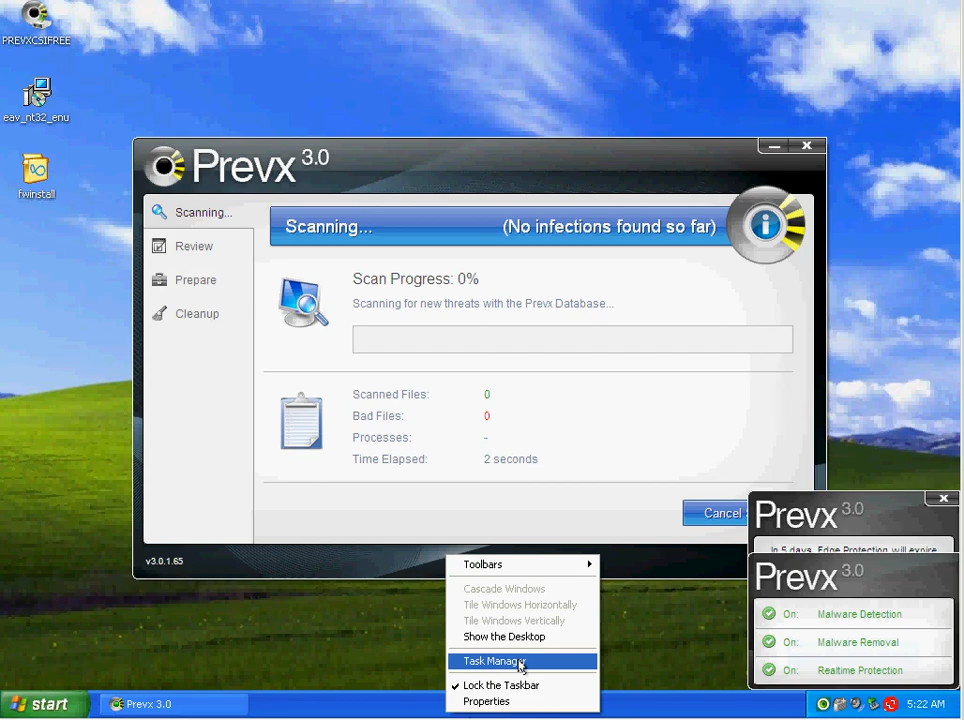 PREVXCSIFREE
eav_nt32_enu
fwinstall
Prevx 3.0
Scanning...
Review
Prepare
Cleanup
Scanning... (No infections found so far)
Scan Progress: 0%
Scanning for new threats with the Prevx Database...
Scanned Files: 0
Bad Files: 0
Processes: -
Time Elapsed: 2 seconds
Cancel
v3.0.1.65
Toolbars
Cascade Windows
Tile Windows Horizontally
Tile Windows Vertically
Show the Desktop
Task Manager
Lock the Taskbar
Properties
Prevx 3.0
In 5 days, Edge Protection will expire
Prevx 3.0
On: Malware Detection
On: Malware Removal
On: Realtime Protection
start
Prevx 3.0
5:22 AM